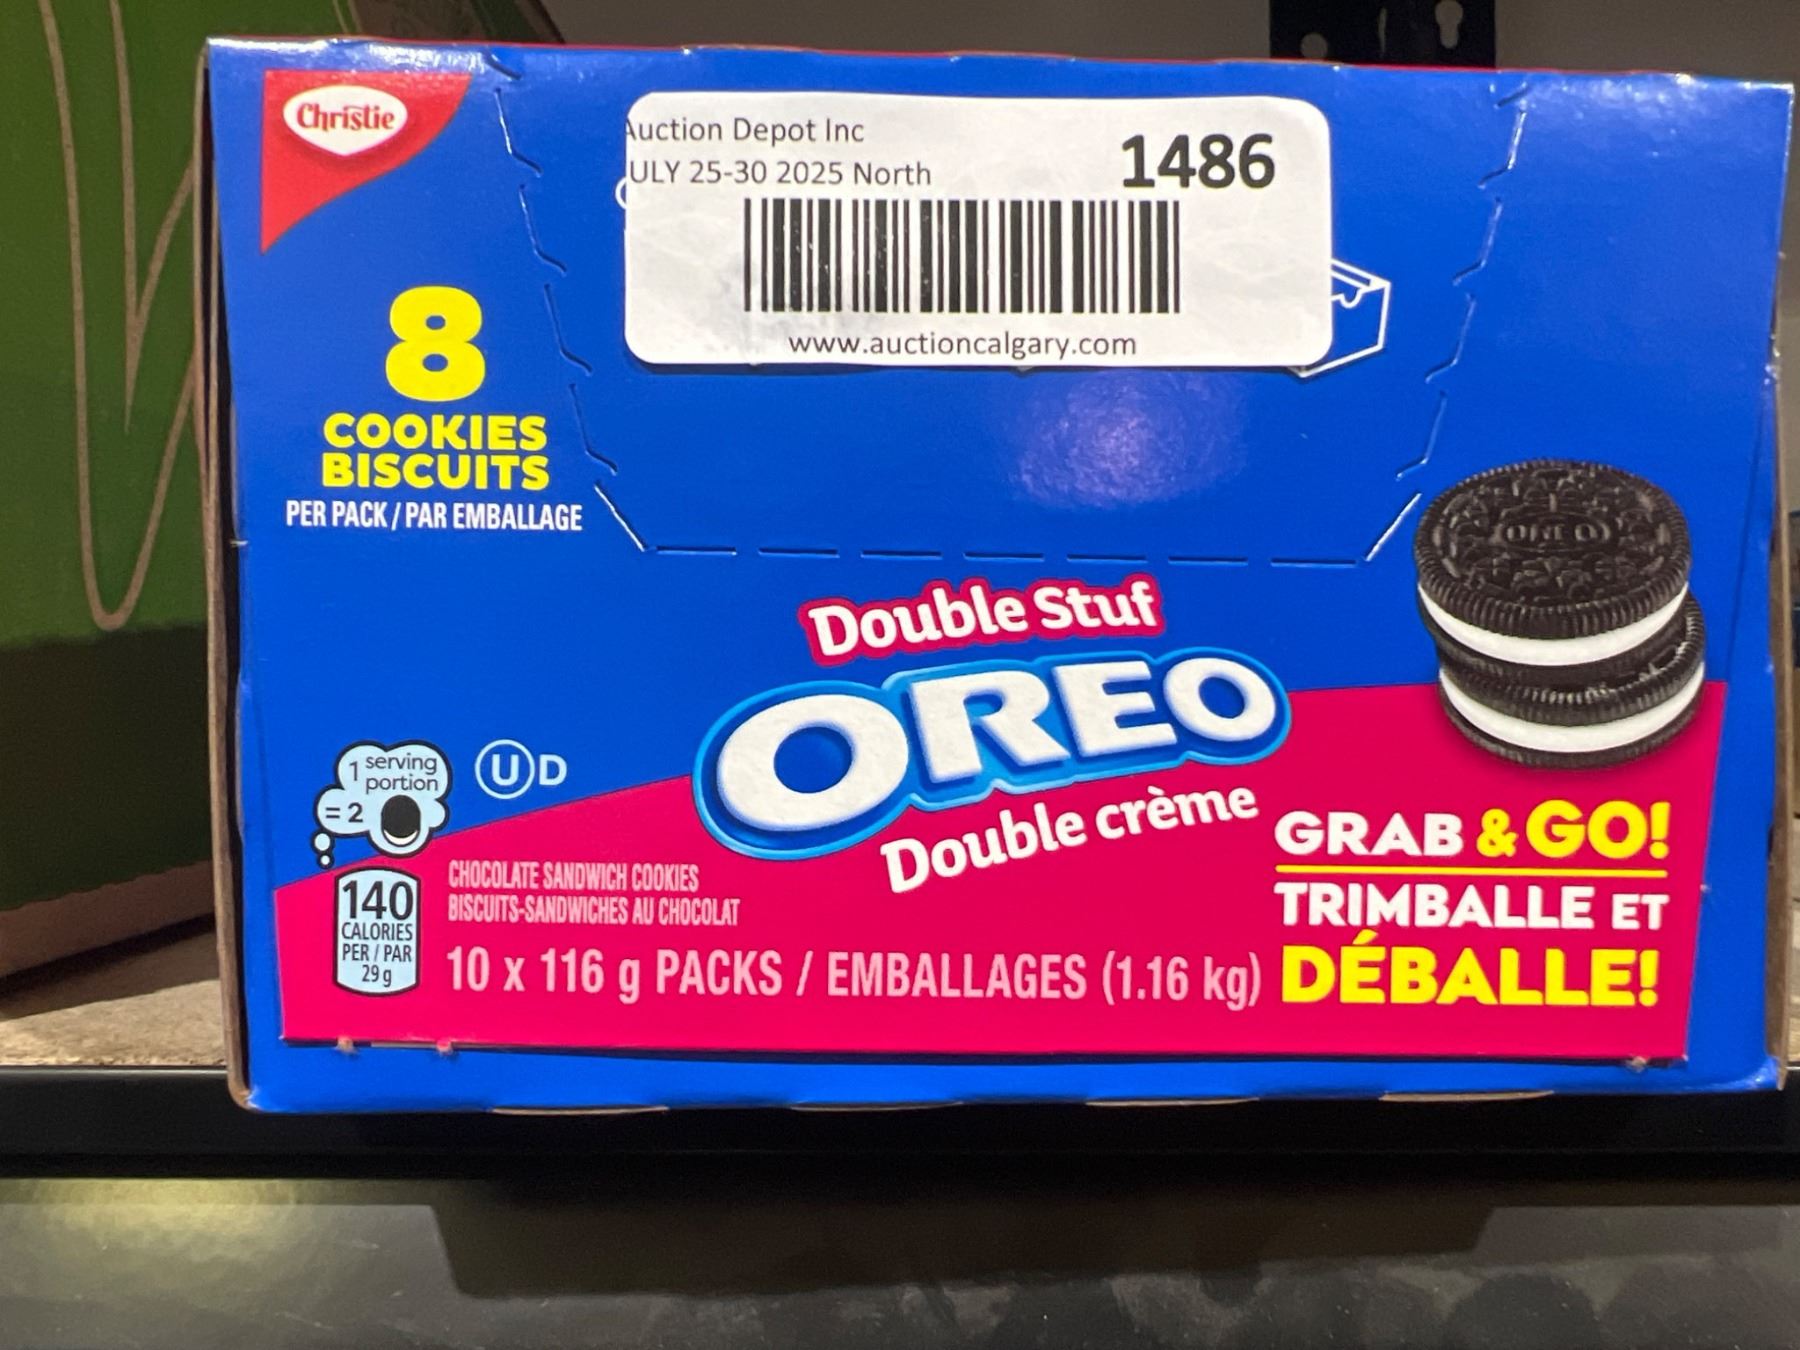 Christie
Auction Depot Inc
ULY 25-30 2025 North
1486
www.auctioncalgary.com
8
COOKIES
BISCUITS
PER PACK / PAR EMBALLAGE
OREO
Double Stuf
OREO
Double crème
1 serving
portion
= 2
U D
140
CALORIES
PER / PAR
29 g
CHOCOLATE SANDWICH COOKIES
BISCUITS-SANDWICHES AU CHOCOLAT
10 x 116 g PACKS / EMBALLAGES (1.16 kg)
GRAB & GO!
TRIMBALLE ET
DÉBALLE!